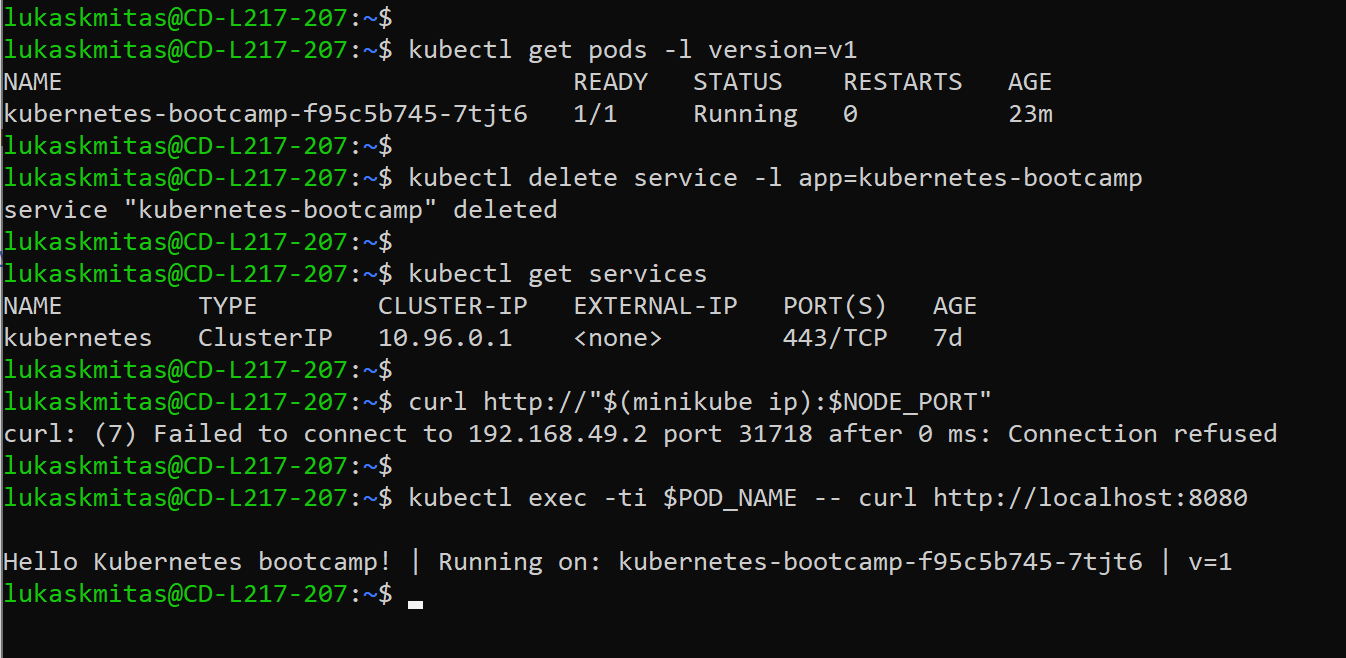 lukaskmitas@CD-L217-207:~$
lukaskmitas@CD-L217-207:~$ kubectl get pods -l version=v1
NAME                                  READY   STATUS    RESTARTS   AGE
kubernetes-bootcamp-f95c5b745-7tjt6   1/1     Running   0          23m
lukaskmitas@CD-L217-207:~$
lukaskmitas@CD-L217-207:~$ kubectl delete service -l app=kubernetes-bootcamp
service "kubernetes-bootcamp" deleted
lukaskmitas@CD-L217-207:~$
lukaskmitas@CD-L217-207:~$ kubectl get services
NAME         TYPE        CLUSTER-IP   EXTERNAL-IP   PORT(S)   AGE
kubernetes   ClusterIP   10.96.0.1    <none>        443/TCP   7d
lukaskmitas@CD-L217-207:~$
lukaskmitas@CD-L217-207:~$ curl http://"$(minikube ip):$NODE_PORT"
curl: (7) Failed to connect to 192.168.49.2 port 31718 after 0 ms: Connection refused
lukaskmitas@CD-L217-207:~$
lukaskmitas@CD-L217-207:~$ kubectl exec -ti $POD_NAME -- curl http://localhost:8080
Hello Kubernetes bootcamp! | Running on: kubernetes-bootcamp-f95c5b745-7tjt6 | v=1
lukaskmitas@CD-L217-207:~$